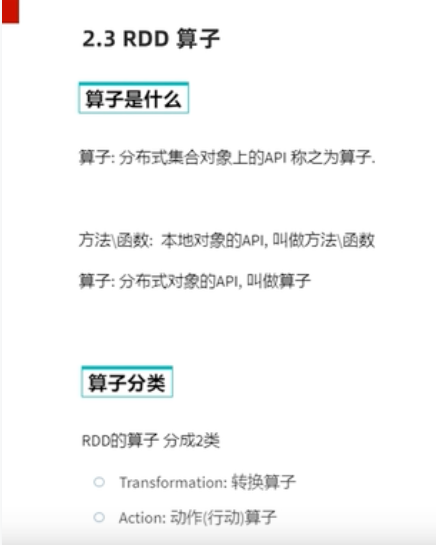 2.3 RDD 算子
算子是什么
算子: 分布式集合对象上的API 称之为算子.
方法\函数: 本地对象的API, 叫做方法\函数
算子: 分布式对象的API, 叫做算子
算子分类
RDD的算子 分成2类
Transformation: 转换算子
Action: 动作(行动)算子